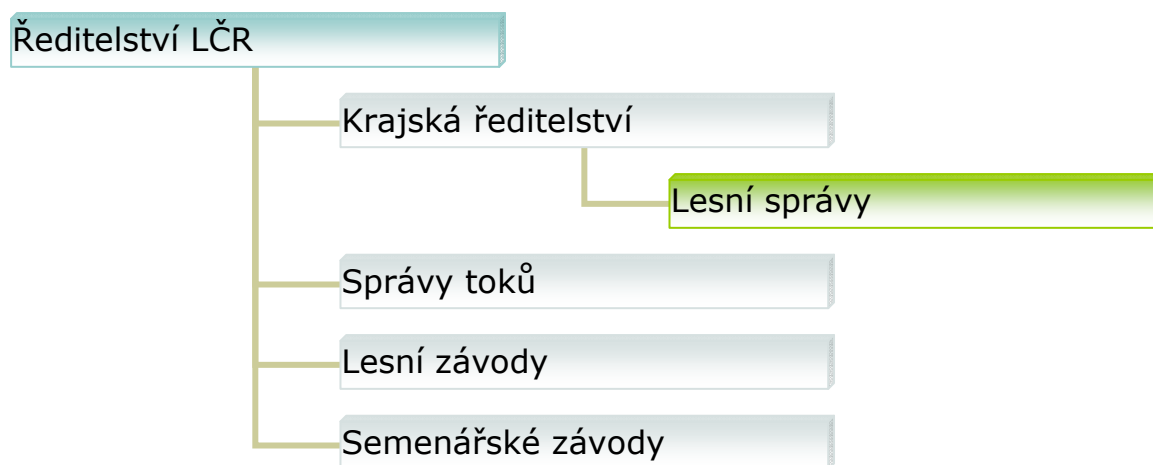 Ředitelství LČR
Krajská ředitelství
Lesní správy
Správy toků
Lesní závody
Semenářské závody